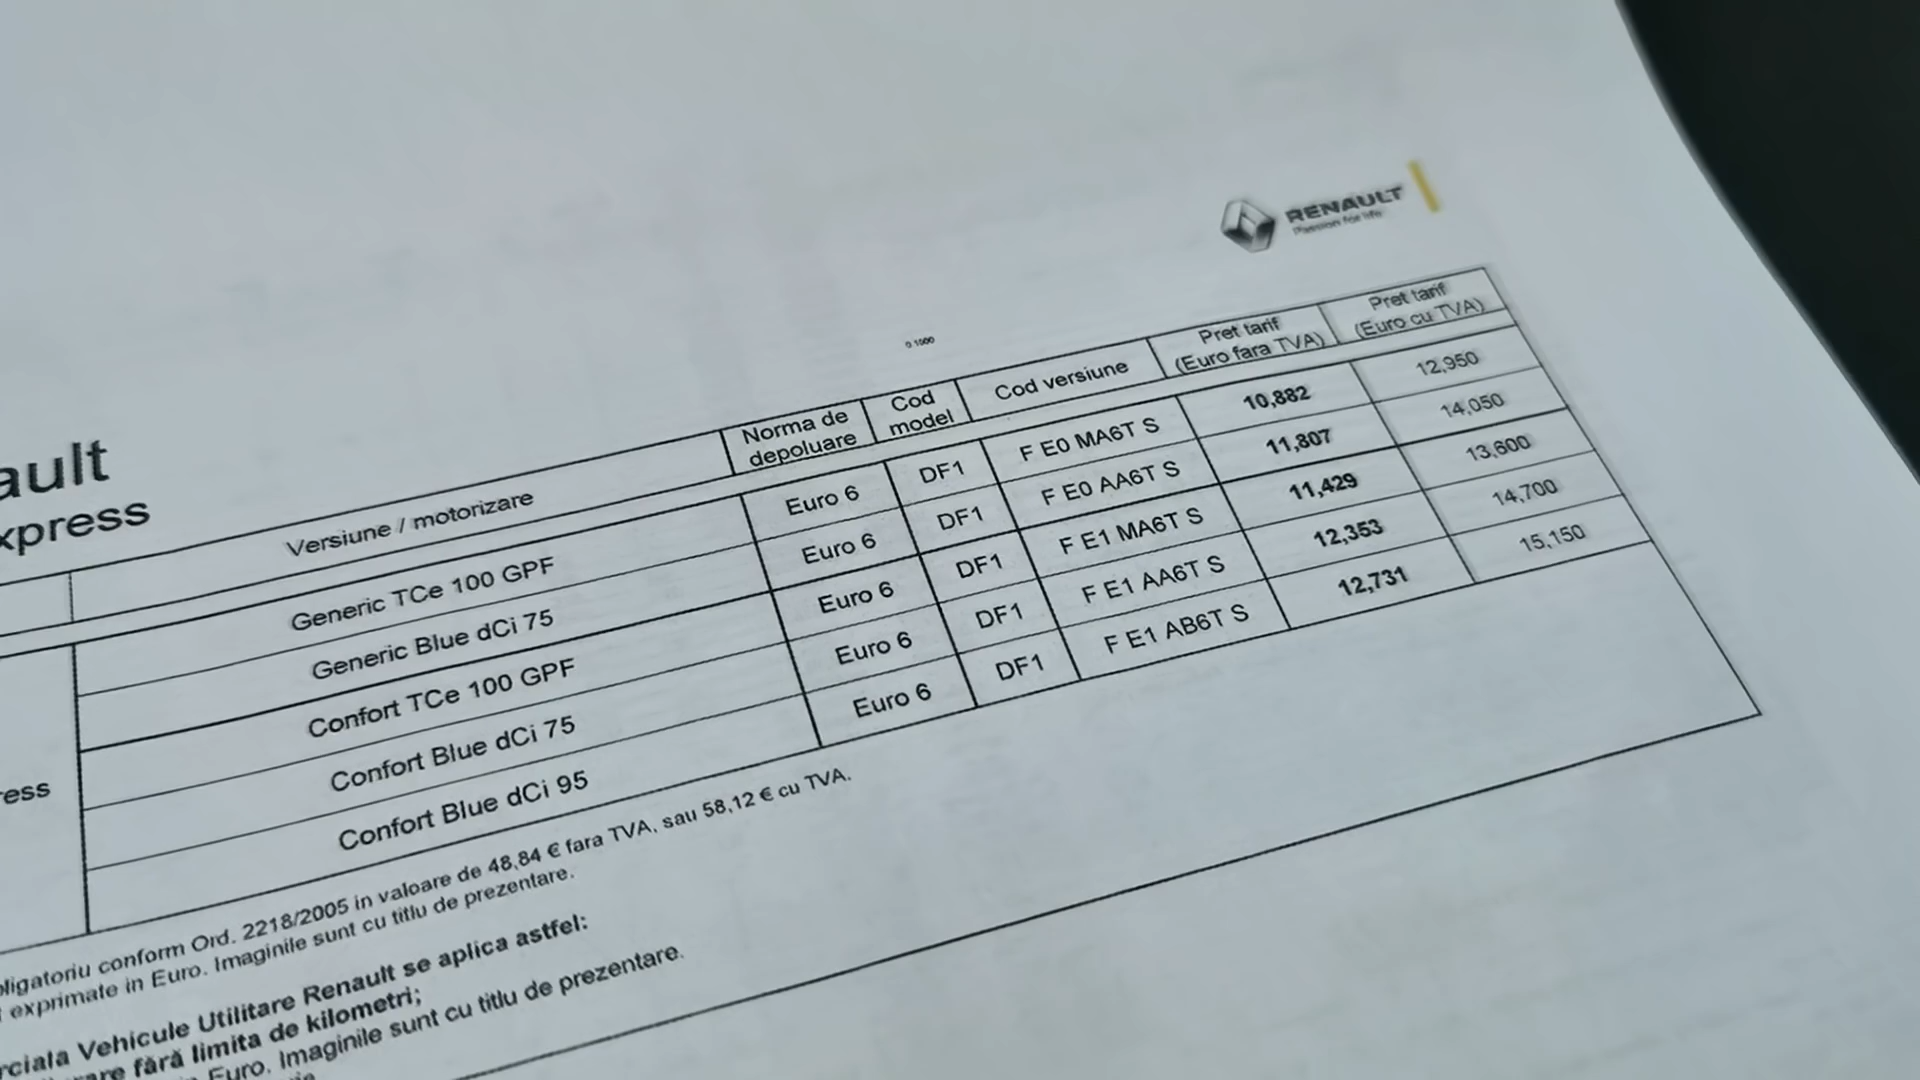 RENAULT
Passion for life
0 1000
ault
xpress
Versiune / motorizare
Norma de
depoluare
Cod
model
Cod versiune
Pret tarif
(Euro fara TVA)
Pret tarif
(Euro cu TVA)
ress
Generic TCe 100 GPF Euro 6 DF1 F E0 MA6T S 10,882 12,950
Generic Blue dCi 75 Euro 6 DF1 F E0 AA6T S 11,807 14,050
Confort TCe 100 GPF Euro 6 DF1 F E1 MA6T S 11,429 13,600
Confort Blue dCi 75 Euro 6 DF1 F E1 AA6T S 12,353 14,700
Confort Blue dCi 95 Euro 6 DF1 F E1 AB6T S 12,731 15,150
bligatoriu conform Ord. 2218/2005 in valoare de 48,84 € fara TVA, sau 58,12 € cu TVA.
exprimate in Euro. Imaginile sunt cu titlu de prezentare.
rciala Vehicule Utilitare Renault se aplica astfel:
are fără limita de kilometri;
Euro. Imaginile sunt cu titlu de prezentare.